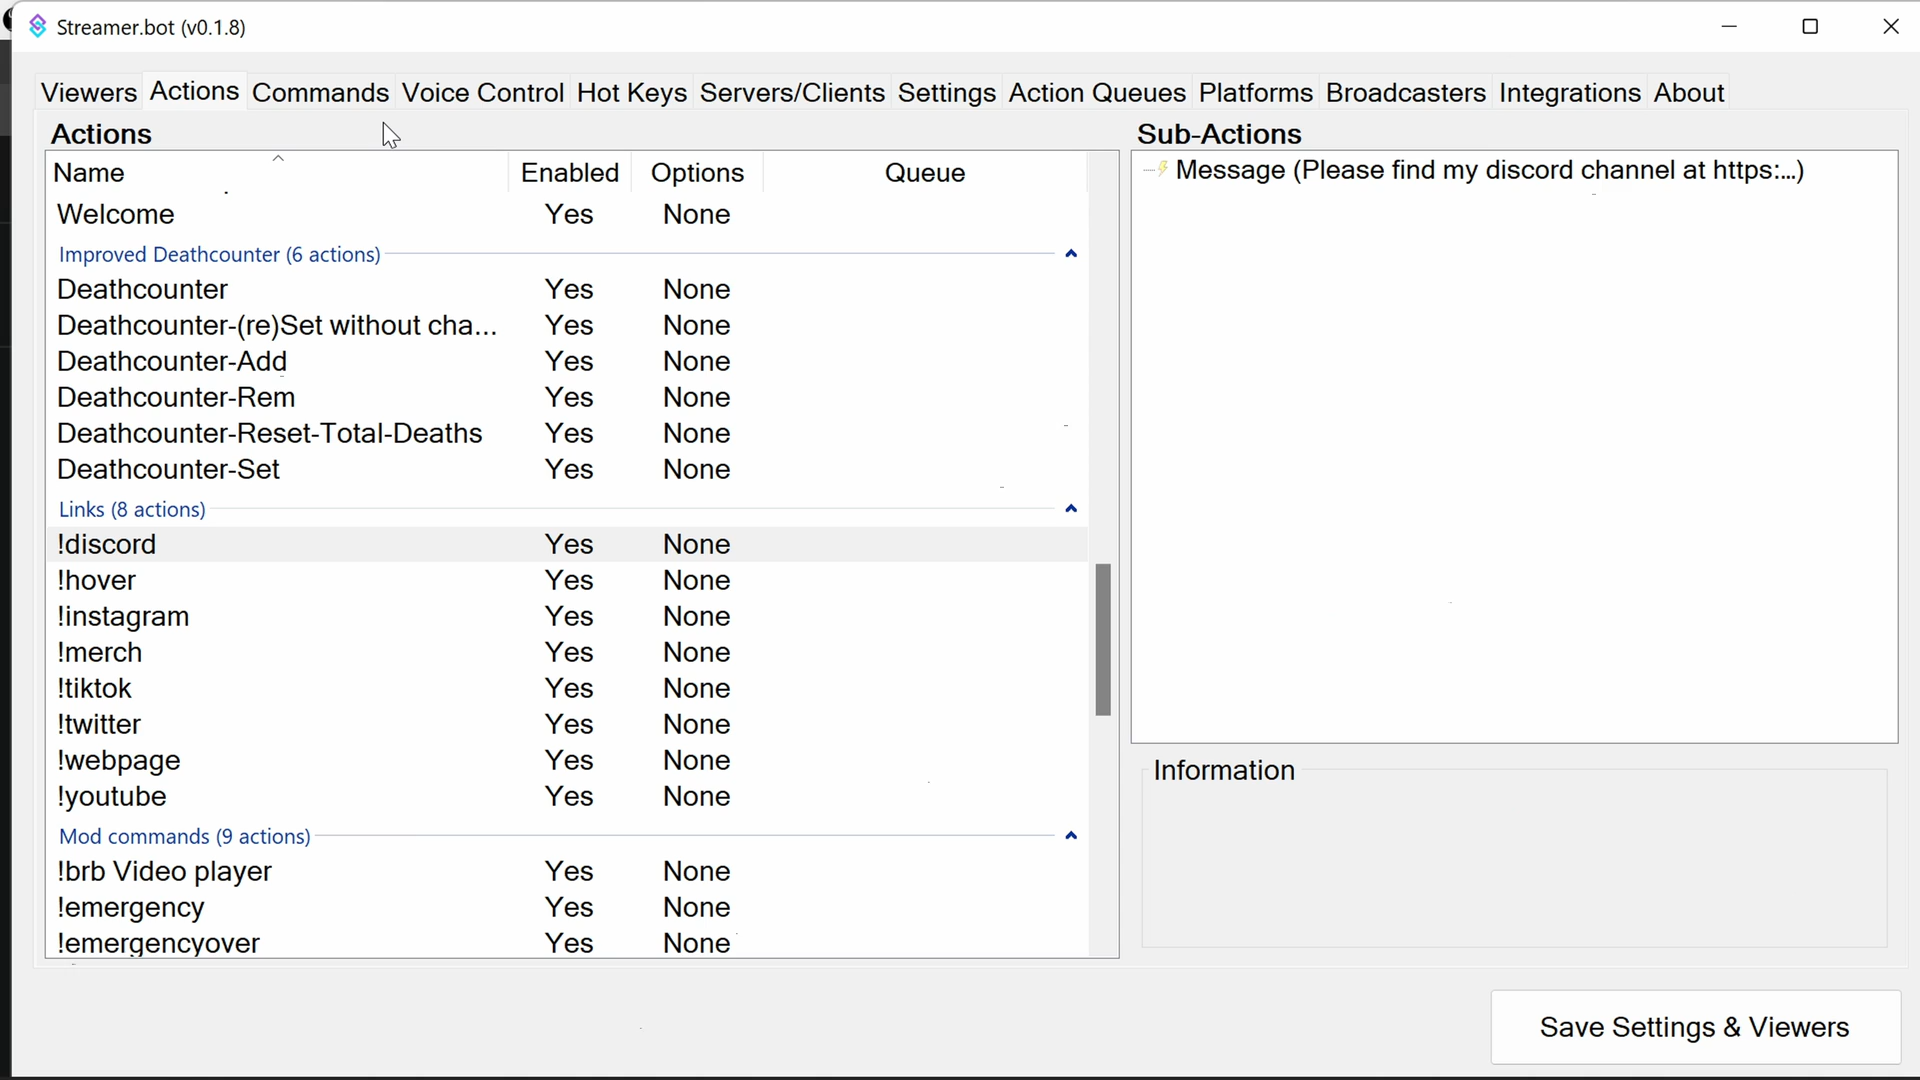 Streamer.bot (v0.1.8)
Viewers Actions Commands Voice Control Hot Keys Servers/Clients Settings Action Queues Platforms Broadcasters Integrations About
Actions
Name Enabled Options Queue
Welcome Yes None
Improved Deathcounter (6 actions)
Deathcounter Yes None
Deathcounter-(re)Set without cha... Yes None
Deathcounter-Add Yes None
Deathcounter-Rem Yes None
Deathcounter-Reset-Total-Deaths Yes None
Deathcounter-Set Yes None
Links (8 actions)
!discord Yes None
!hover Yes None
!instagram Yes None
!merch Yes None
!tiktok Yes None
!twitter Yes None
!webpage Yes None
!youtube Yes None
Mod commands (9 actions)
!brb Video player Yes None
!emergency Yes None
!emergencyover Yes None
Sub-Actions
Message (Please find my discord channel at https:...)
Information
Save Settings & Viewers